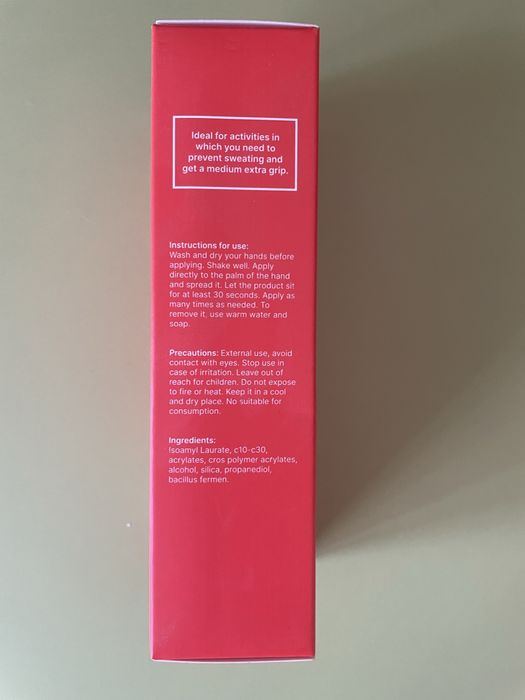 Ideal for activities in
which you need to
prevent sweating and
get a medium extra grip.
Instructions for use:
Wash and dry your hands before
applying. Shake well. Apply
directly to the palm of the hand
and spread it. Let the product sit
for at least 30 seconds. Apply as
many times as needed. To
remove it, use warm water and
soap.
Precautions: External use, avoid
contact with eyes. Stop use in
case of irritation. Leave out of
reach for children. Do not expose
to fire or heat. Keep it in a cool
and dry place. No suitable for
consumption.
Ingredients:
Isoamyl Laurate, c10-c30,
acrylates, cros polymer acrylates,
alcohol, silica, propanediol,
bacillus fermen.